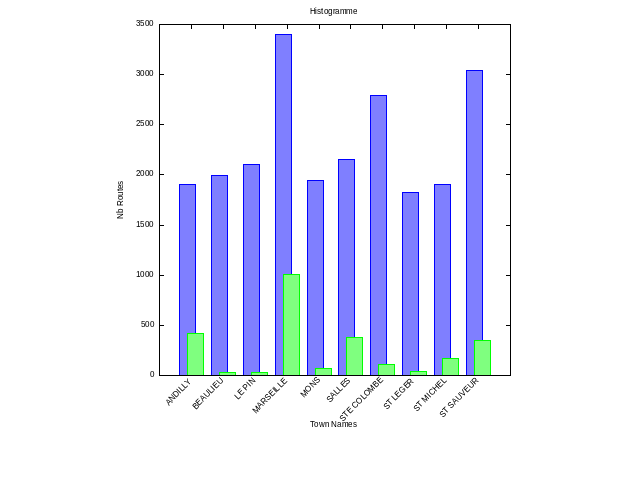 Histogramme
3500
3000
2500
2000
1500
1000
500
0
Nb Routes
ANDILLY
BEAULIEU
LE PIN
MARSEILLE
MONS
SALLES
STE COLOMBE
ST LEGER
ST MICHEL
ST SAUVEUR
Town Names